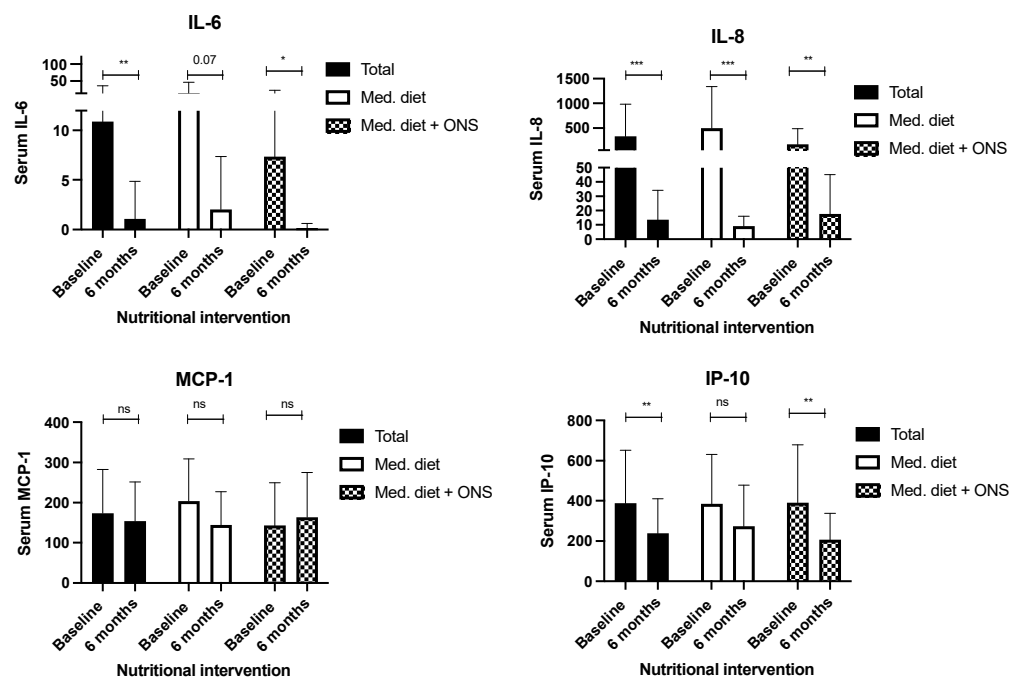 IL-6
Serum IL-6
100
50
10
5
0
**
0.07
*
Total
Med. diet
Med. diet + ONS
Baseline
6 months
Baseline
6 months
Baseline
6 months
Nutritional intervention
IL-8
Serum IL-8
1500
1000
500
50
40
30
20
10
0
***
***
**
Total
Med. diet
Med. diet + ONS
Baseline
6 months
Baseline
6 months
Baseline
6 months
Nutritional intervention
MCP-1
Serum MCP-1
400
300
200
100
0
ns
ns
ns
Total
Med. diet
Med. diet + ONS
Baseline
6 months
Baseline
6 months
Baseline
6 months
Nutritional intervention
IP-10
Serum IP-10
800
600
400
200
0
**
ns
**
Total
Med. diet
Med. diet + ONS
Baseline
6 months
Baseline
6 months
Baseline
6 months
Nutritional intervention